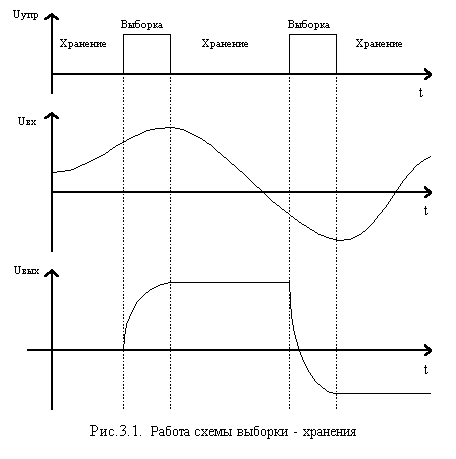 Uупр
Выборка
Выборка
Хранение
Хранение
Хранение
t
Uвх
t
Uвых
t
Рис.3.1. Работа схемы выборки - хранения